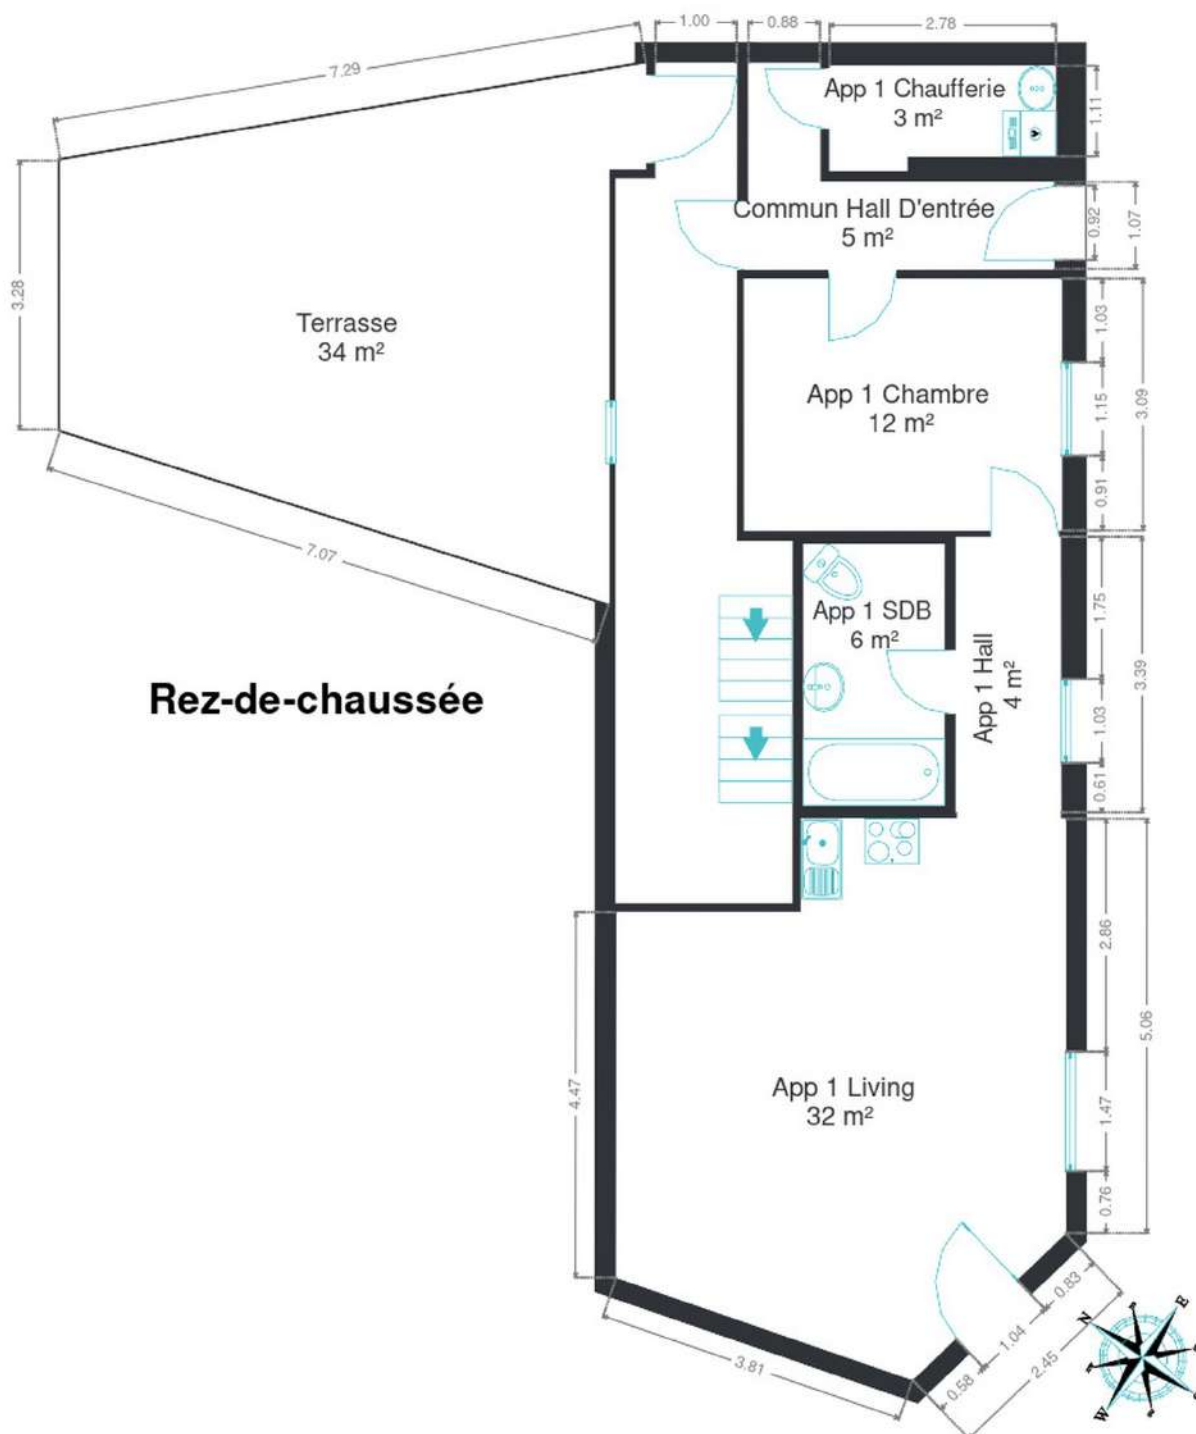 1.00
0.88
2.78
7.29
App 1 Chaufferie
3 m²
1.11
Commun Hall D'entrée
5 m²
0.92
1.07
3.28
Terrasse
34 m²
1.03
App 1 Chambre
12 m²
1.15
3.09
0.91
7.07
App 1 SDB
6 m²
App 1 Hall
4 m²
1.75
3.39
1.03
0.61
Rez-de-chaussée
2.86
5.06
4.47
App 1 Living
32 m²
1.47
0.76
0.83
1.04
2.45
0.58
3.81
N
E
W